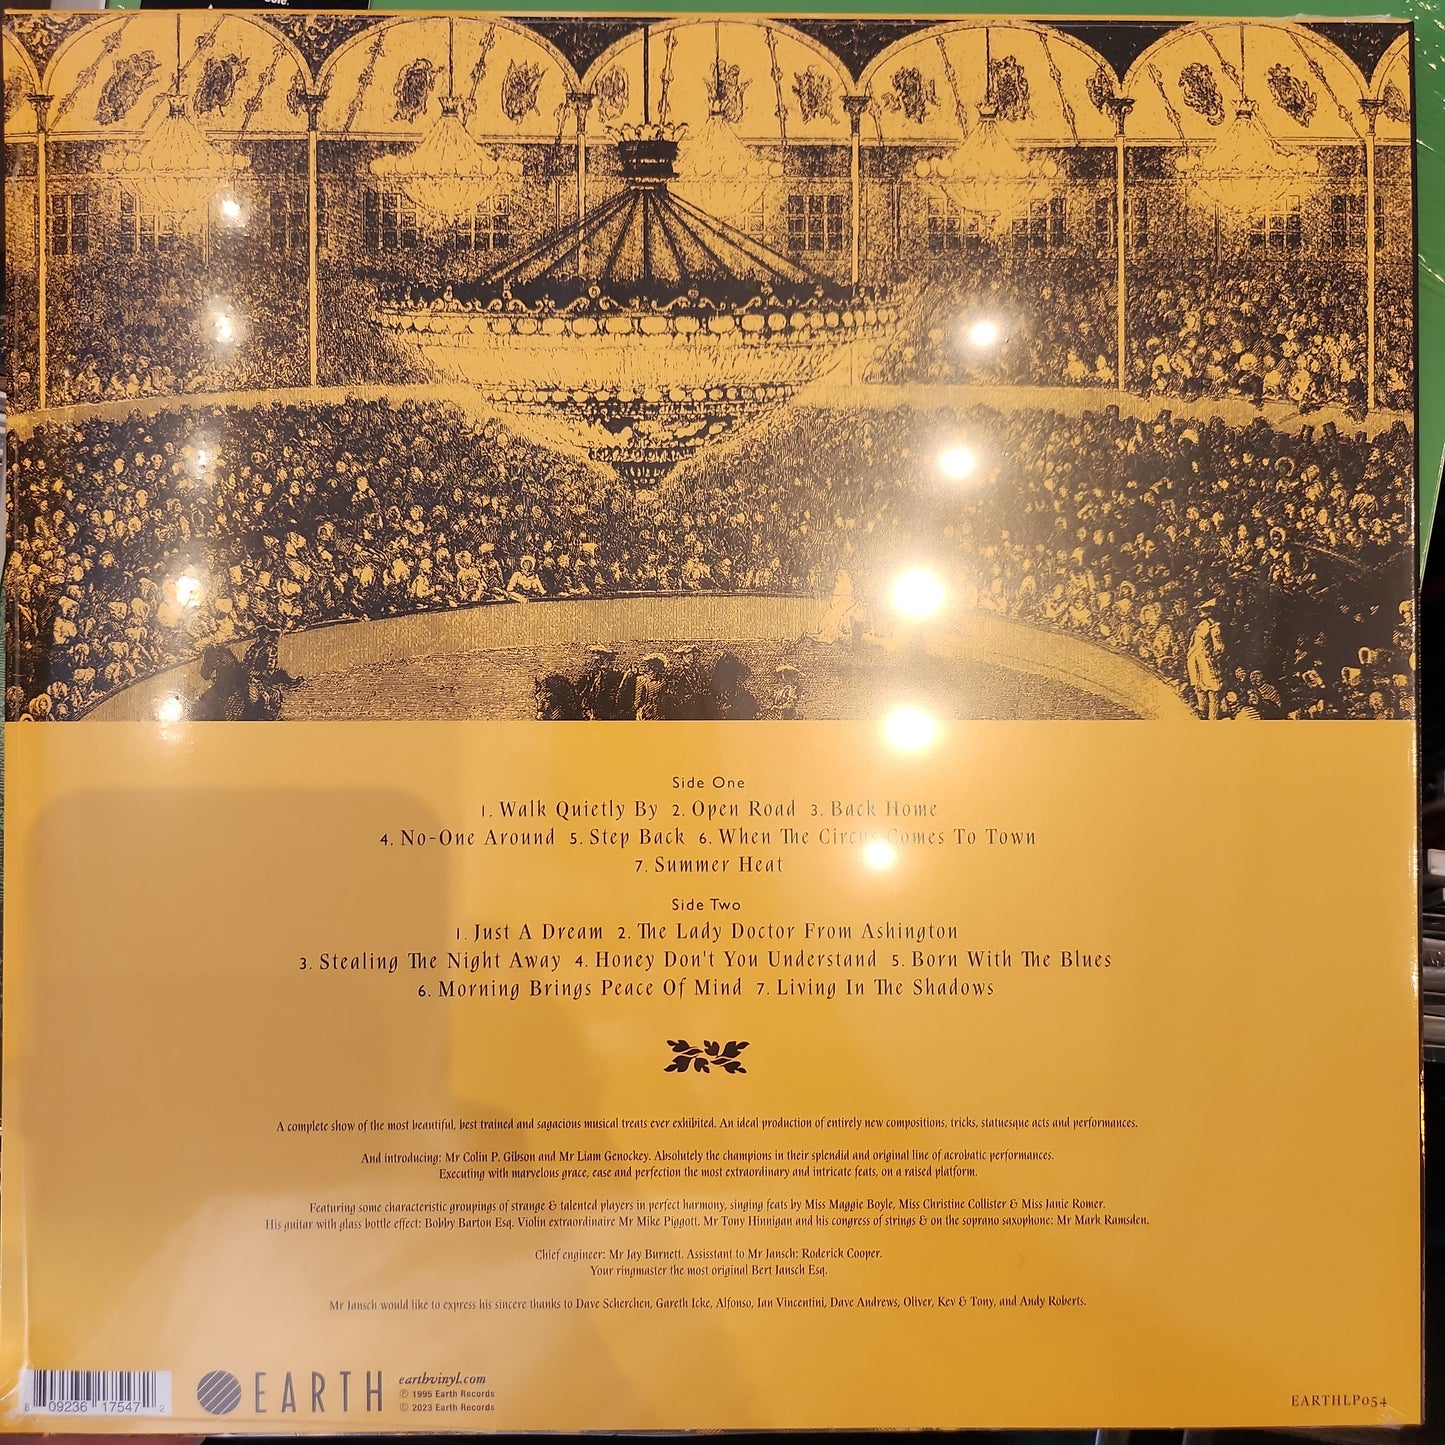 Side One
1. Walk Quietly By 2. Open Road 3. Back Home
4. No-One Around 5. Step Back 6. When The Circus Comes To Town
7. Summer Heat
Side Two
1. Just A Dream 2. The Lady Doctor From Ashington
3. Stealing The Night Away 4. Honey Don't You Understand 5. Born With The Blues
6. Morning Brings Peace Of Mind 7. Living In The Shadows
A complete show of the most beautiful, best trained and sagacious musical treats ever exhibited. An ideal production of entirely new compositions, tricks, statuesque acts and performances.
And introducing: Mr Colin P. Gibson and Mr Liam Genockey. Absolutely the champions in their splendid and original line of acrobatic performances.
Executing with marvelous grace, ease and perfection the most extraordinary and intricate feats, on a raised platform.
Featuring some characteristic groupings of strange & talented players in perfect harmony, singing feats by Miss Maggie Boyle, Miss Christine Collister & Miss Janie Romer.
His guitar with glass bottle effect: Bobby Barton Esq. Violin extraordinaire Mr Mike Piggott. Mr Tony Hinnigan and his congress of strings & on the soprano saxophone: Mr Mark Ramsden.
Chief engineer: Mr Jay Burnett. Assisstant to Mr Jansch: Roderick Cooper.
Your ringmaster the most original Bert Jansch Esq.
Mr Jansch would like to express his sincere thanks to Dave Scherchen, Gareth Icke, Alfonso, Ian Vincentini, Dave Andrews, Oliver, Kev & Tony, and Andy Roberts.
8 09236 17547 2
EARTH
earthvinyl.com
℗ 1995 Earth Records
© 2023 Earth Records
EARTHLP054